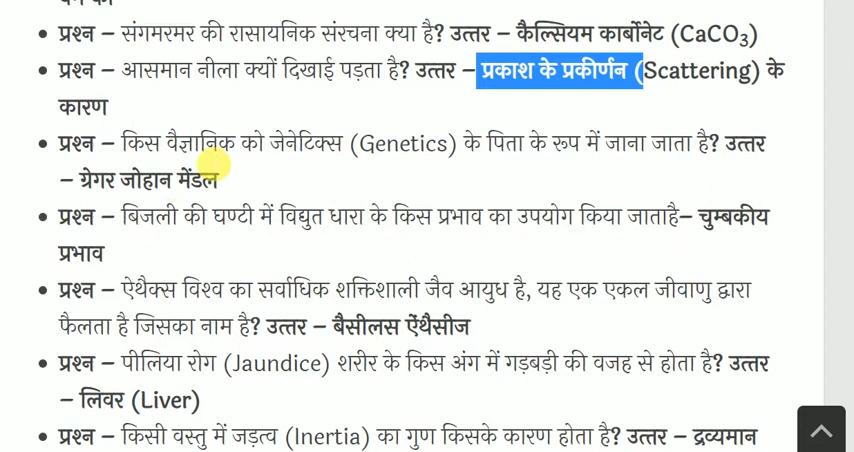 • प्रश्न – संगमरमर की रासायनिक संरचना क्या है? उत्तर – कैल्सियम कार्बोनेट (CaCO₃)
• प्रश्न – आसमान नीला क्यों दिखाई पड़ता है? उत्तर – प्रकाश के प्रकीर्णन (Scattering) के
कारण
• प्रश्न – किस वैज्ञानिक को जेनेटिक्स (Genetics) के पिता के रूप में जाना जाता है? उत्तर
– ग्रेगर जोहान मेंडल
• प्रश्न – बिजली की घण्टी में विद्युत धारा के किस प्रभाव का उपयोग किया जाताहै– चुम्बकीय
प्रभाव
• प्रश्न – ऐथैक्स विश्व का सर्वाधिक शक्तिशाली जैव आयुध है, यह एक एकल जीवाणु द्वारा
फैलता है जिसका नाम है? उत्तर – बैसीलस ऐंथैसीज
• प्रश्न – पीलिया रोग (Jaundice) शरीर के किस अंग में गड़बड़ी की वजह से होता है? उत्तर
– लिवर (Liver)
• प्रश्न – किसी वस्तु में जड़त्व (Inertia) का गुण किसके कारण होता है? उत्तर – द्रव्यमान